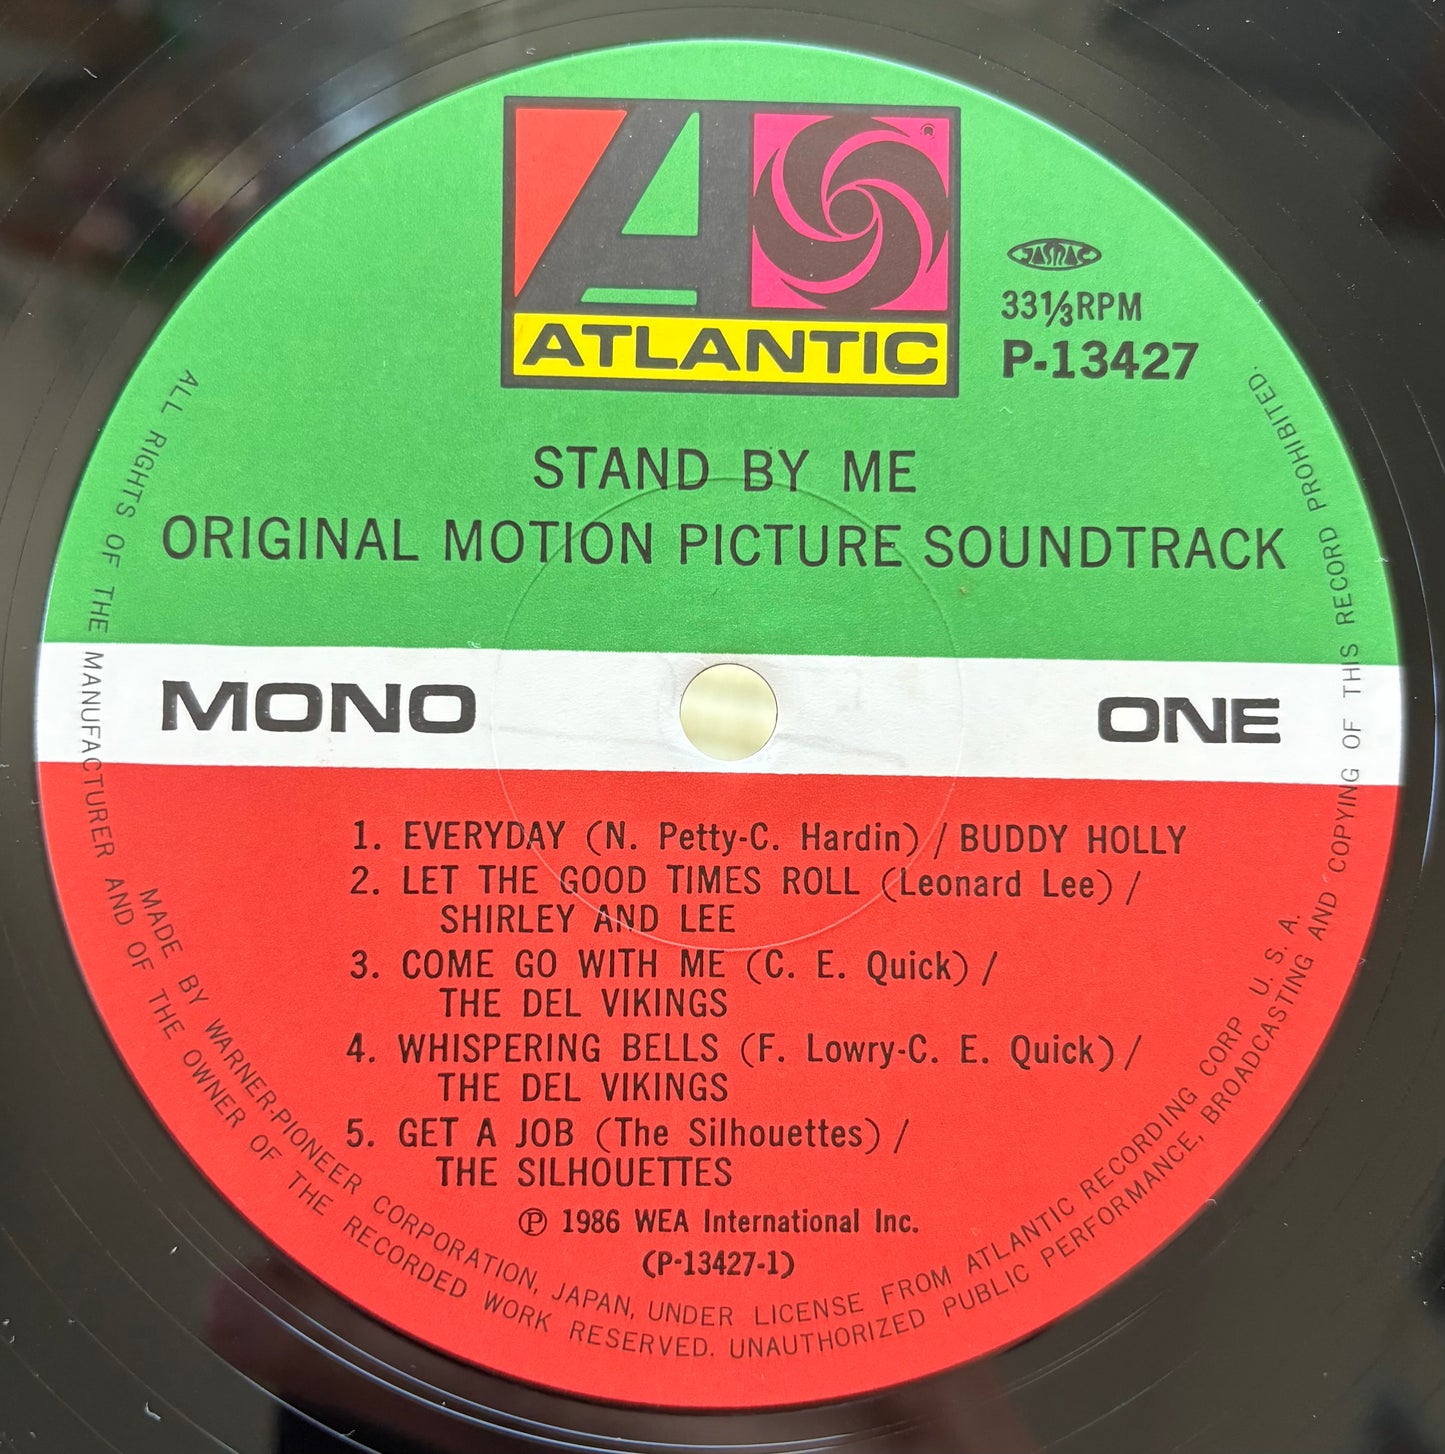 ATLANTIC
®
JASRAC
33⅓RPM
P-13427
STAND BY ME
ORIGINAL MOTION PICTURE SOUNDTRACK
MONO
ONE
1. EVERYDAY (N. Petty-C. Hardin) / BUDDY HOLLY
2. LET THE GOOD TIMES ROLL (Leonard Lee) /
SHIRLEY AND LEE
3. COME GO WITH ME (C. E. Quick) /
THE DEL VIKINGS
4. WHISPERING BELLS (F. Lowry-C. E. Quick) /
THE DEL VIKINGS
5. GET A JOB (The Silhouettes) /
THE SILHOUETTES
Ⓟ 1986 WEA International Inc.
(P-13427-1)
MADE BY WARNER-PIONEER CORPORATION, JAPAN, UNDER LICENSE FROM ATLANTIC RECORDING CORP U. S. A.
ALL RIGHTS OF THE MANUFACTURER AND OF THE OWNER OF THE RECORDED WORK RESERVED. UNAUTHORIZED PUBLIC PERFORMANCE, BROADCASTING AND COPYING OF THIS RECORD PROHIBITED.